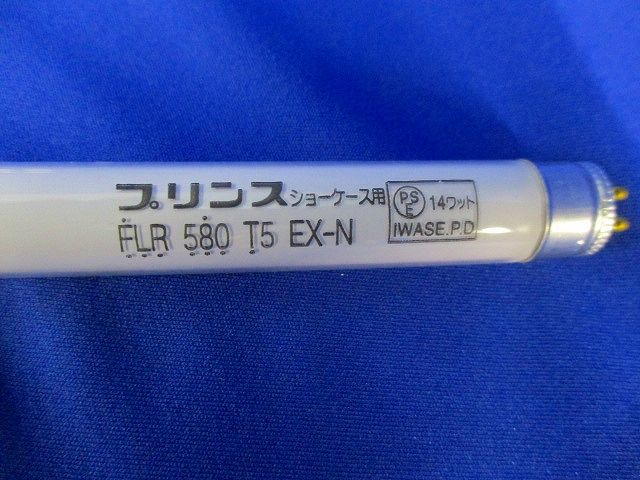 プリンス ショーケース用
FLR 580 T5 EX-N
PSE 14ワット
IWASE.P.D